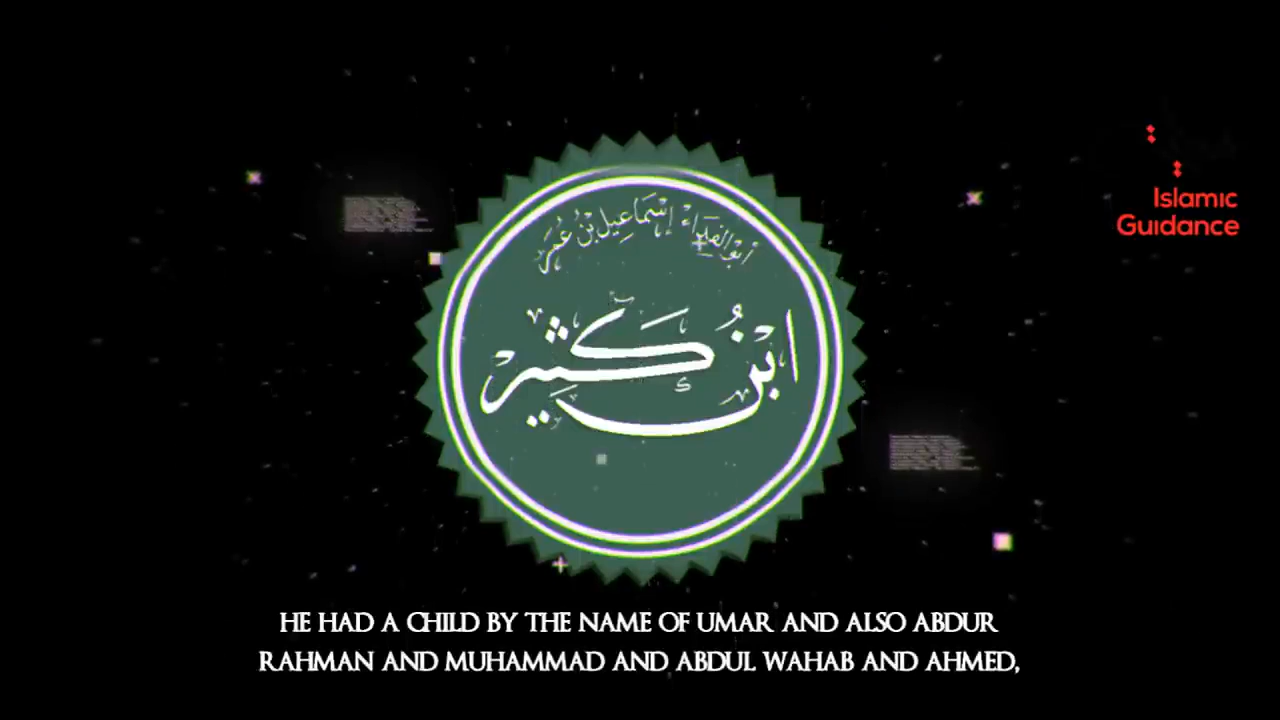 أبو الفداء إسماعيل بن عمر
ابن كثير
Islamic
Guidance
HE HAD A CHILD BY THE NAME OF UMAR AND ALSO ABDUR
RAHMAN AND MUHAMMAD AND ABDUL WAHAB AND AHMED,